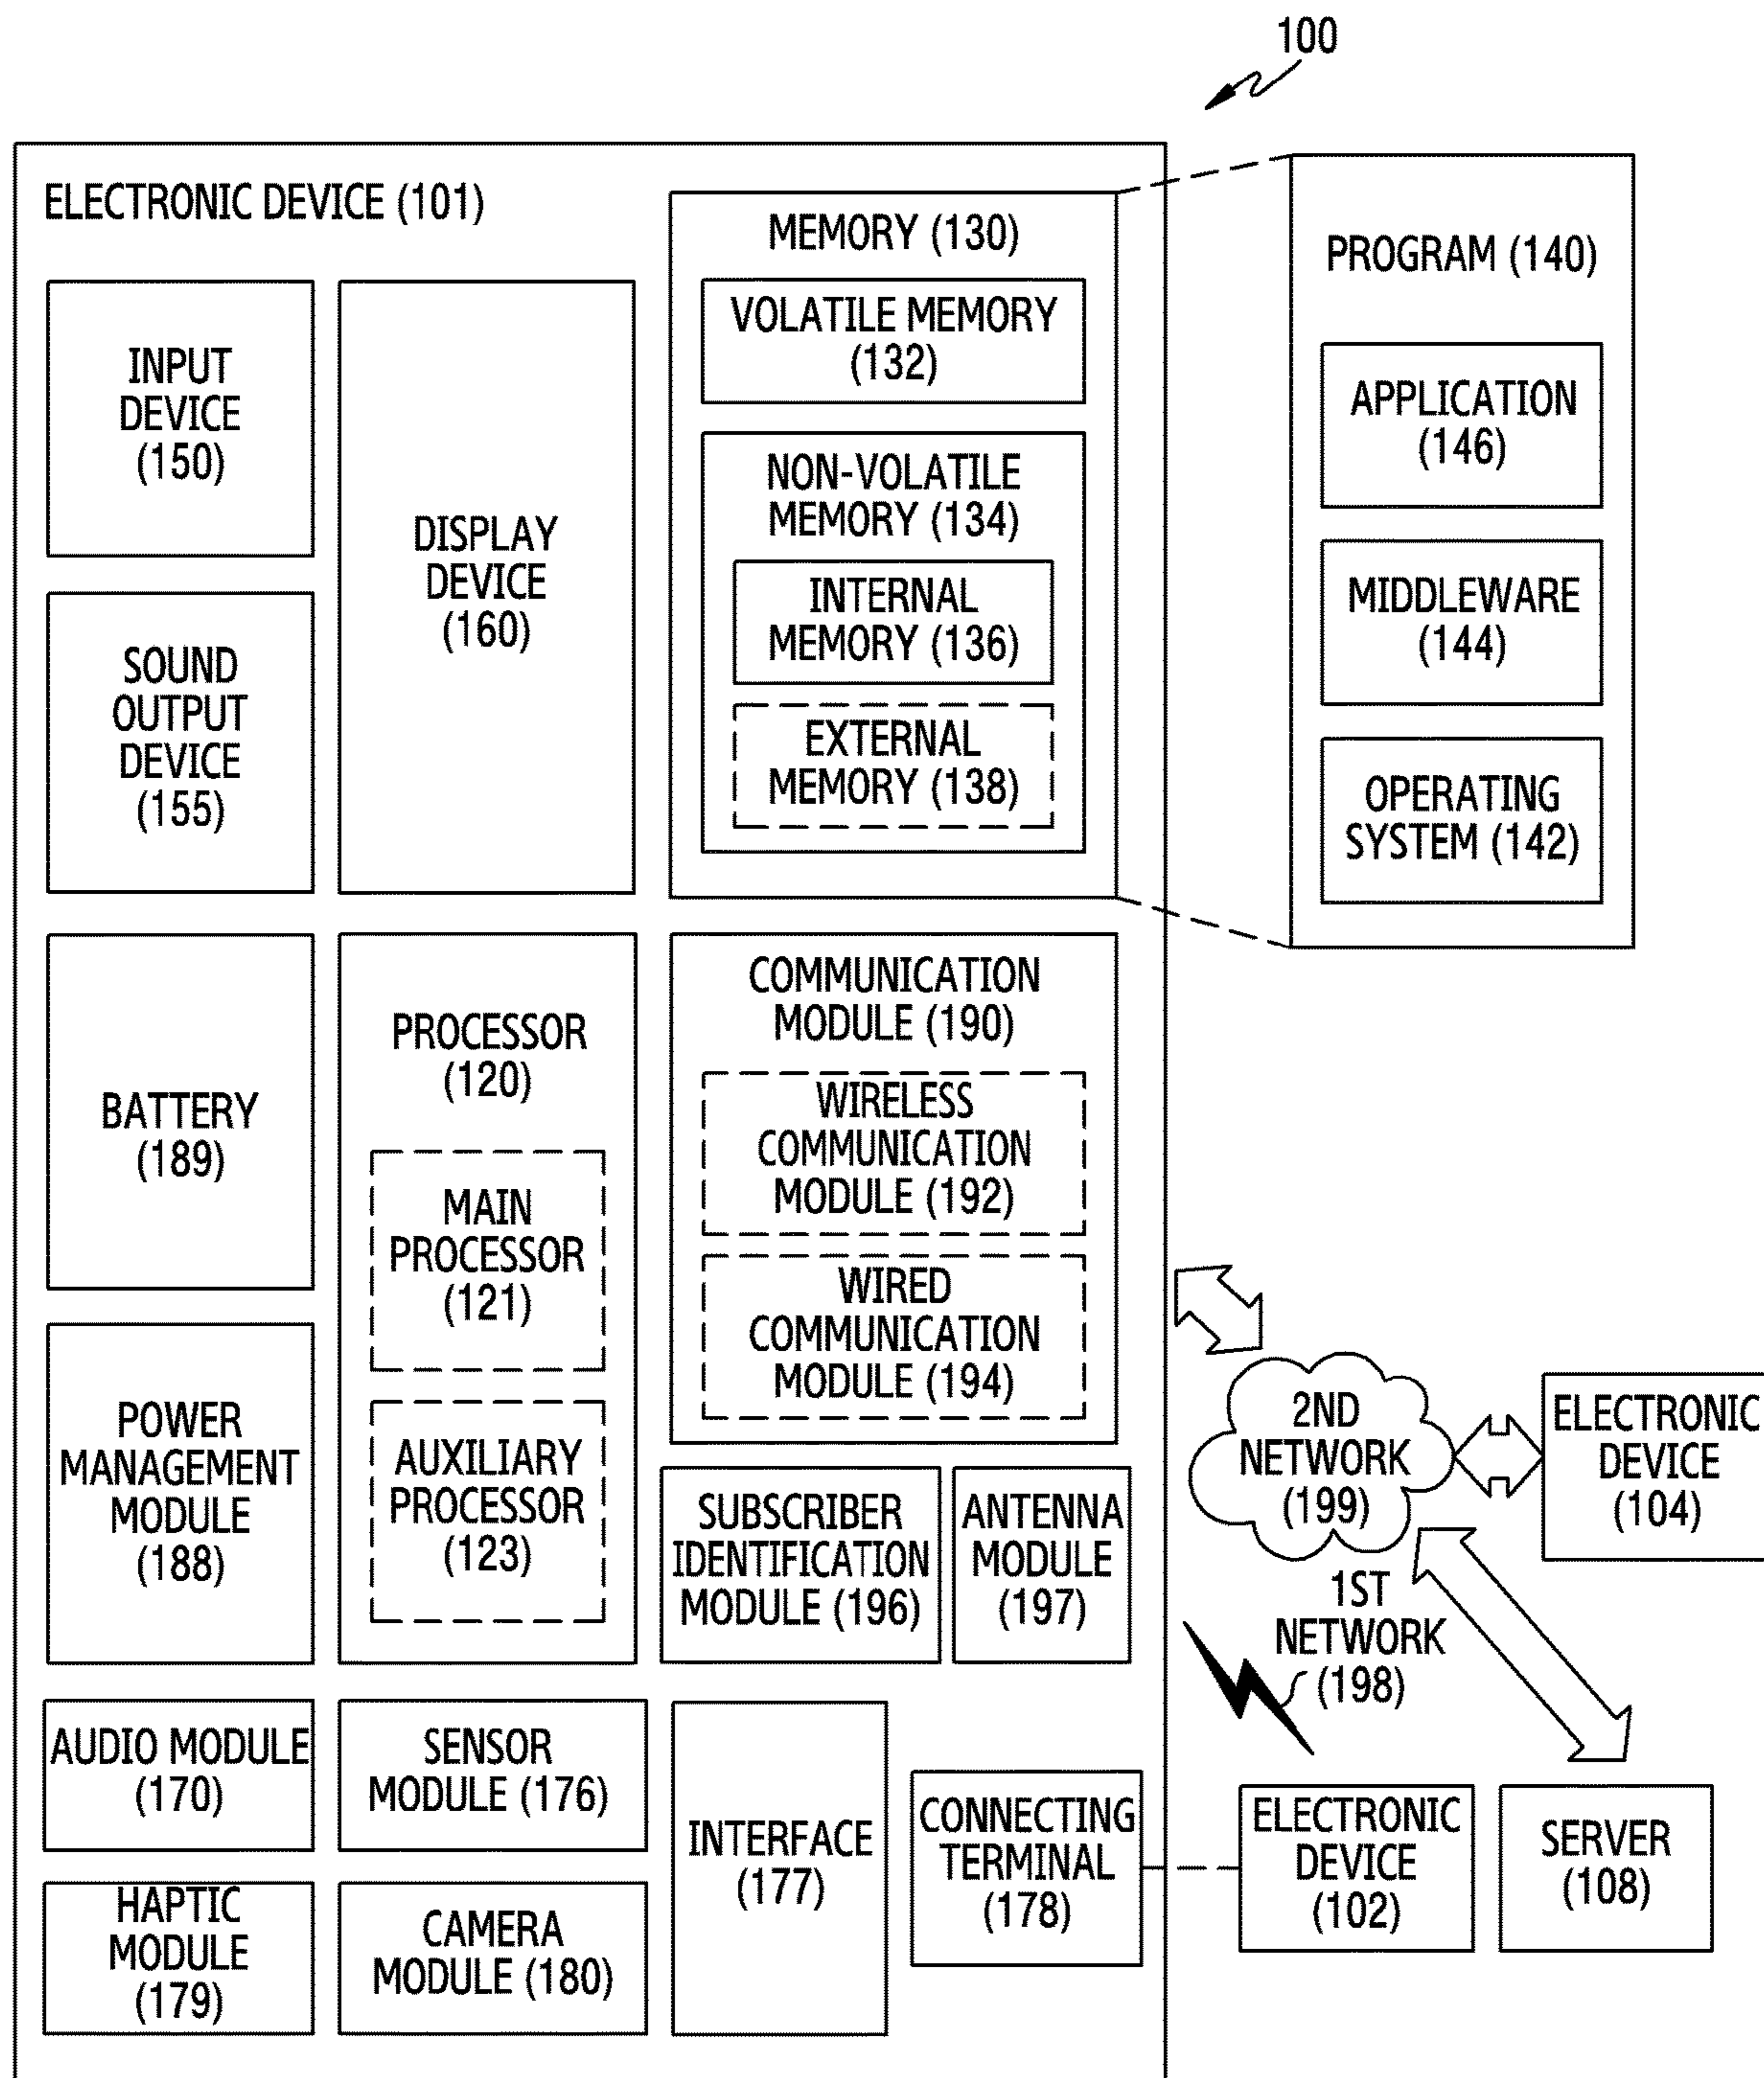 100
ELECTRONIC DEVICE (101)
INPUT
DEVICE
(150)
SOUND
OUTPUT
DEVICE
(155)
DISPLAY
DEVICE
(160)
MEMORY (130)
VOLATILE MEMORY
(132)
NON-VOLATILE
MEMORY (134)
INTERNAL
MEMORY (136)
EXTERNAL
MEMORY (138)
PROGRAM (140)
APPLICATION
(146)
MIDDLEWARE
(144)
OPERATING
SYSTEM (142)
BATTERY
(189)
POWER
MANAGEMENT
MODULE
(188)
PROCESSOR
(120)
MAIN
PROCESSOR
(121)
AUXILIARY
PROCESSOR
(123)
COMMUNICATION
MODULE (190)
WIRELESS
COMMUNICATION
MODULE (192)
WIRED
COMMUNICATION
MODULE (194)
SUBSCRIBER
IDENTIFICATION
MODULE (196)
ANTENNA
MODULE
(197)
2ND
NETWORK
(199)
ELECTRONIC
DEVICE
(104)
1ST
NETWORK
(198)
AUDIO MODULE
(170)
SENSOR
MODULE (176)
HAPTIC
MODULE
(179)
CAMERA
MODULE (180)
INTERFACE
(177)
CONNECTING
TERMINAL
(178)
ELECTRONIC
DEVICE
(102)
SERVER
(108)